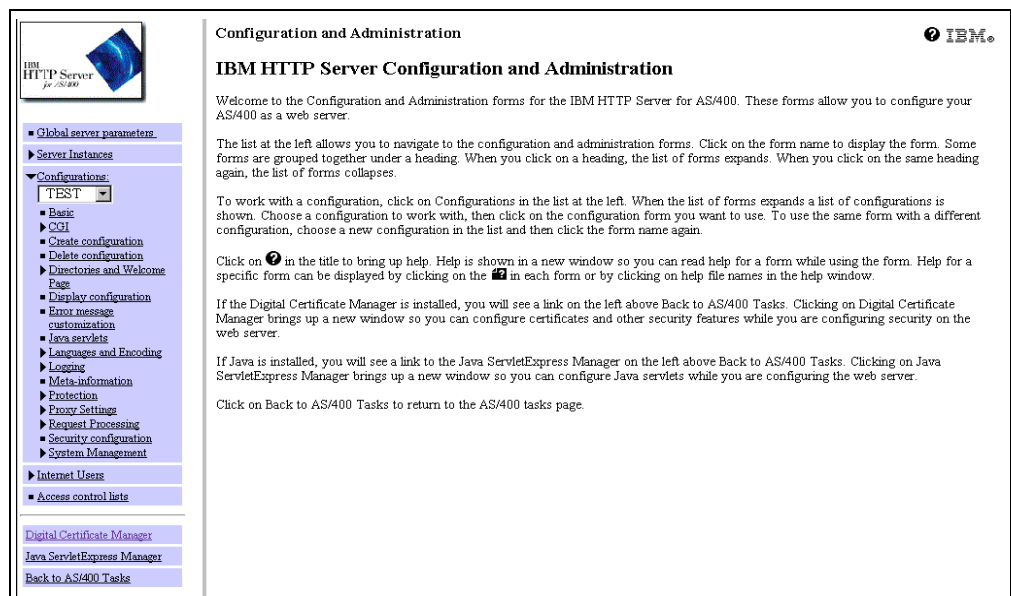 IBM
HTTP Server
for AS/400
Global server parameters
Server Instances
Configurations:
TEST
Basic
CGI
Create configuration
Delete configuration
Directories and Welcome
Page
Display configuration
Error message
customization
Java servlets
Languages and Encoding
Logging
Meta-information
Protection
Proxy Settings
Request Processing
Security configuration
System Management
Internet Users
Access control lists
Digital Certificate Manager
Java ServletExpress Manager
Back to AS/400 Tasks
Configuration and Administration
? IBM®
IBM HTTP Server Configuration and Administration
Welcome to the Configuration and Administration forms for the IBM HTTP Server for AS/400. These forms allow you to configure your
AS/400 as a web server.
The list at the left allows you to navigate to the configuration and administration forms. Click on the form name to display the form. Some
forms are grouped together under a heading. When you click on a heading, the list of forms expands. When you click on the same heading
again, the list of forms collapses.
To work with a configuration, click on Configurations in the list at the left. When the list of forms expands a list of configurations is
shown. Choose a configuration to work with, then click on the configuration form you want to use. To use the same form with a different
configuration, choose a new configuration in the list and then click the form name again.
Click on ? in the title to bring up help. Help is shown in a new window so you can read help for a form while using the form. Help for a
specific form can be displayed by clicking on the ? in each form or by clicking on help file names in the help window.
If the Digital Certificate Manager is installed, you will see a link on the left above Back to AS/400 Tasks. Clicking on Digital Certificate
Manager brings up a new window so you can configure certificates and other security features while you are configuring security on the
web server.
If Java is installed, you will see a link to the Java ServletExpress Manager on the left above Back to AS/400 Tasks. Clicking on Java
ServletExpress Manager brings up a new window so you can configure Java servlets while you are configuring the web server.
Click on Back to AS/400 Tasks to return to the AS/400 tasks page.